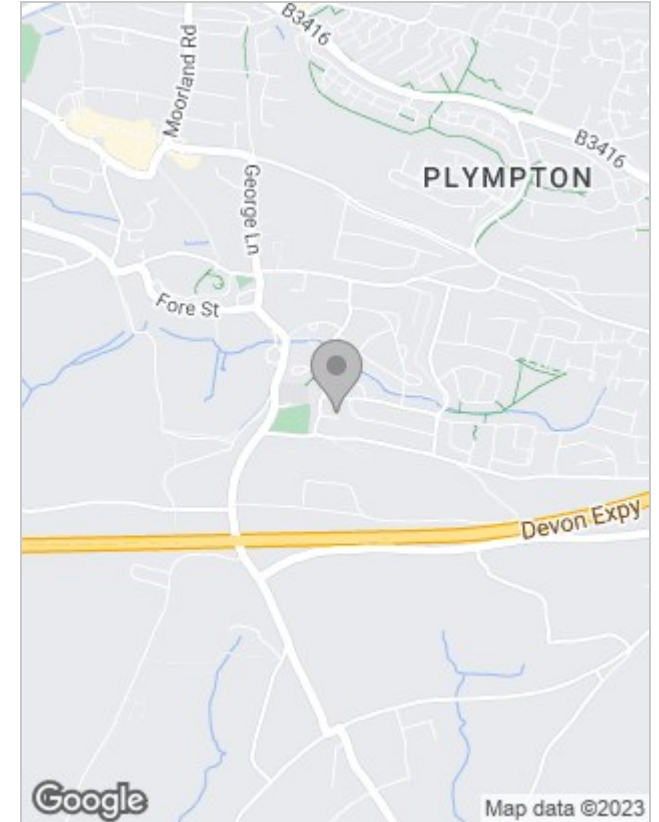 B3416
Moorland Rd
B3416
George Ln
PLYMPTON
Fore St
Devon Expy
Google
Map data ©2023